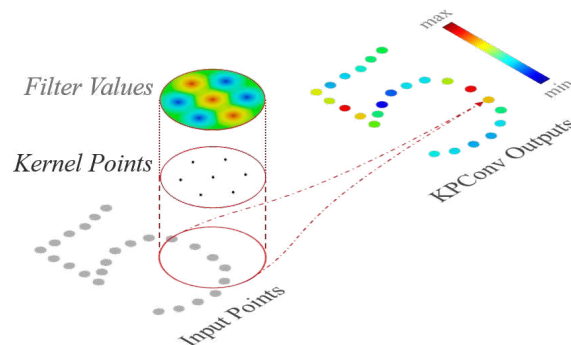 max
min
Filter Values
Kernel Points
KPConv Outputs
Input Points